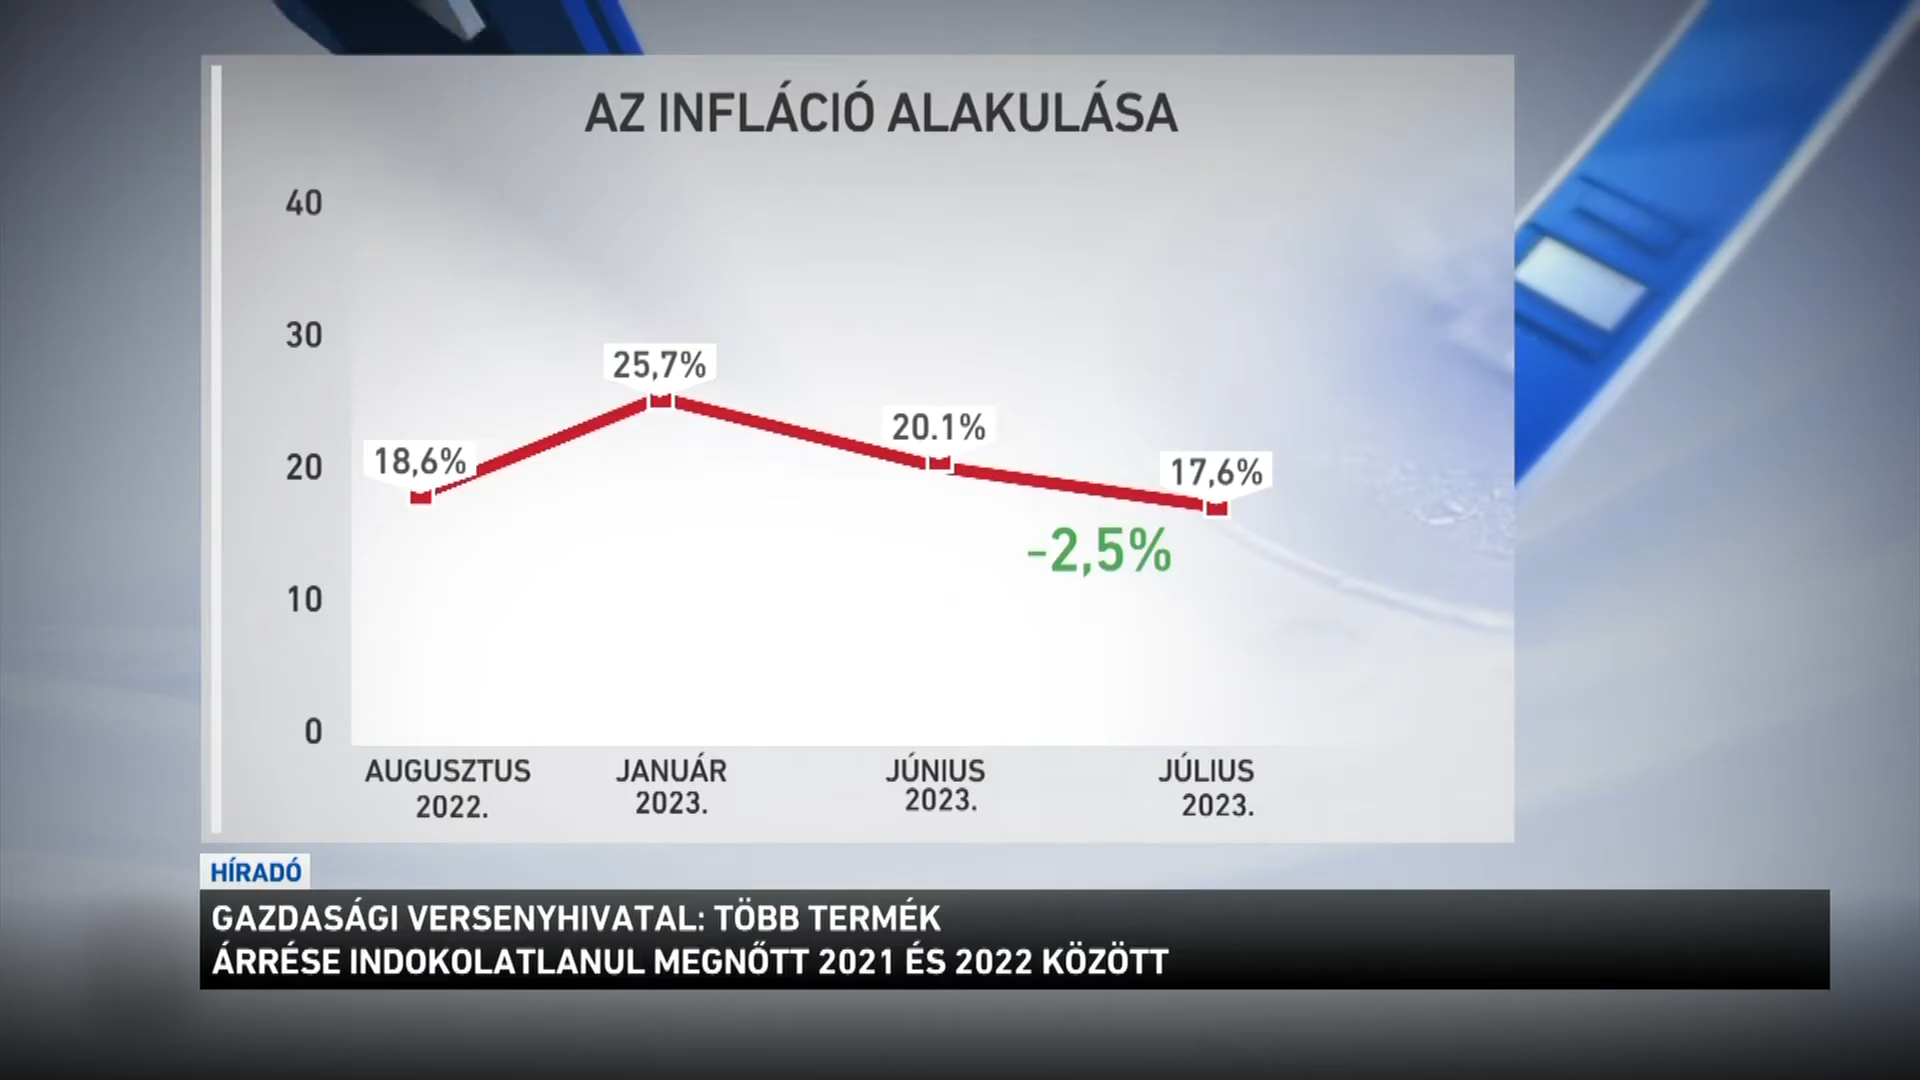 AZ INFLÁCIÓ ALAKULÁSA
40
30
20
10
0
18,6%
25,7%
20.1%
17,6%
-2,5%
AUGUSZTUS
2022.
JANUÁR
2023.
JÚNIUS
2023.
JÚLIUS
2023.
HÍRADÓ
GAZDASÁGI VERSENYHIVATAL: TÖBB TERMÉK
ÁRRÉSE INDOKOLATLANUL MEGNŐTT 2021 ÉS 2022 KÖZÖTT